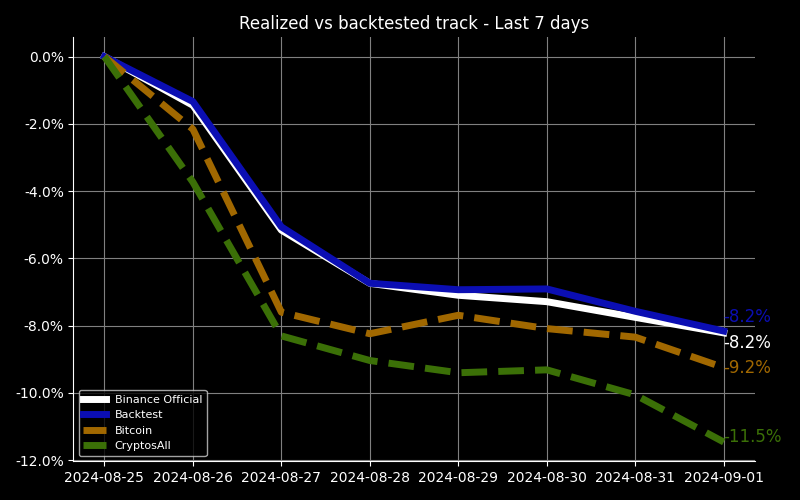 Realized vs backtested track - Last 7 days
0.0%
-2.0%
-4.0%
-6.0%
-8.0%
-10.0%
-12.0%
-8.2%
-8.2%
-9.2%
-11.5%
Binance Official
Backtest
Bitcoin
CryptosAll
2024-08-25 2024-08-26 2024-08-27 2024-08-28 2024-08-29 2024-08-30 2024-08-31 2024-09-01